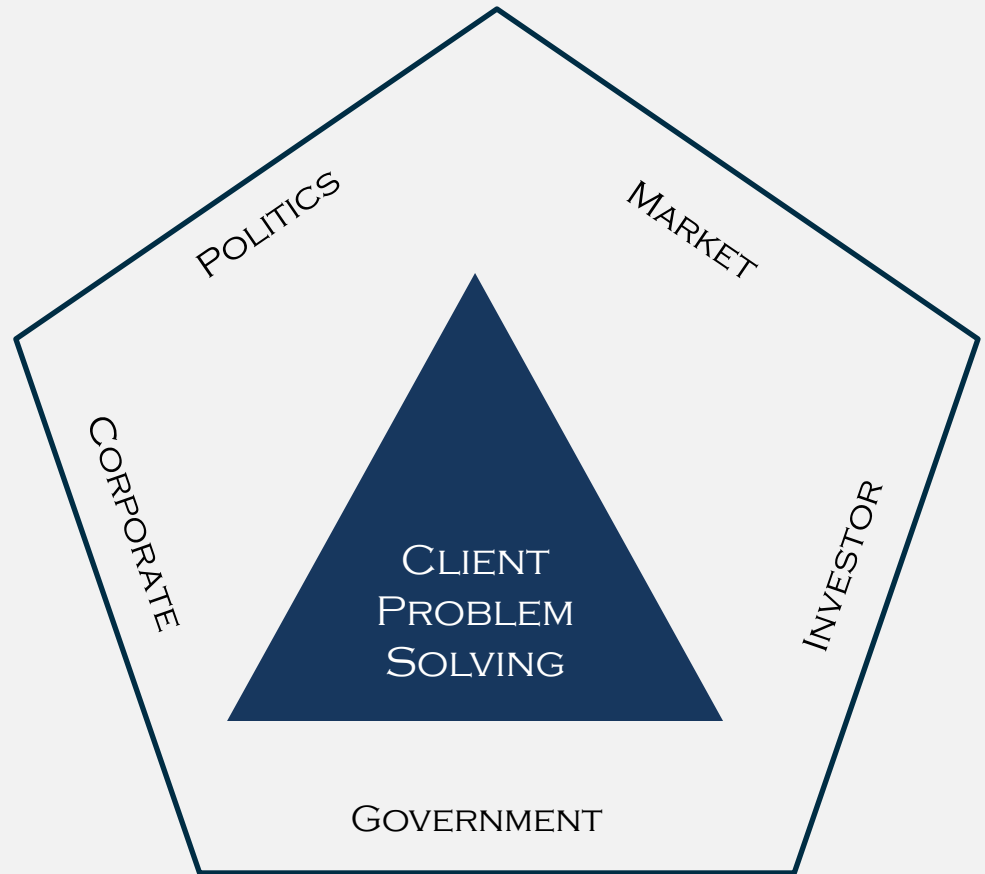 Politics
Market
Corporate
Investor
Client
Problem
Solving
Government